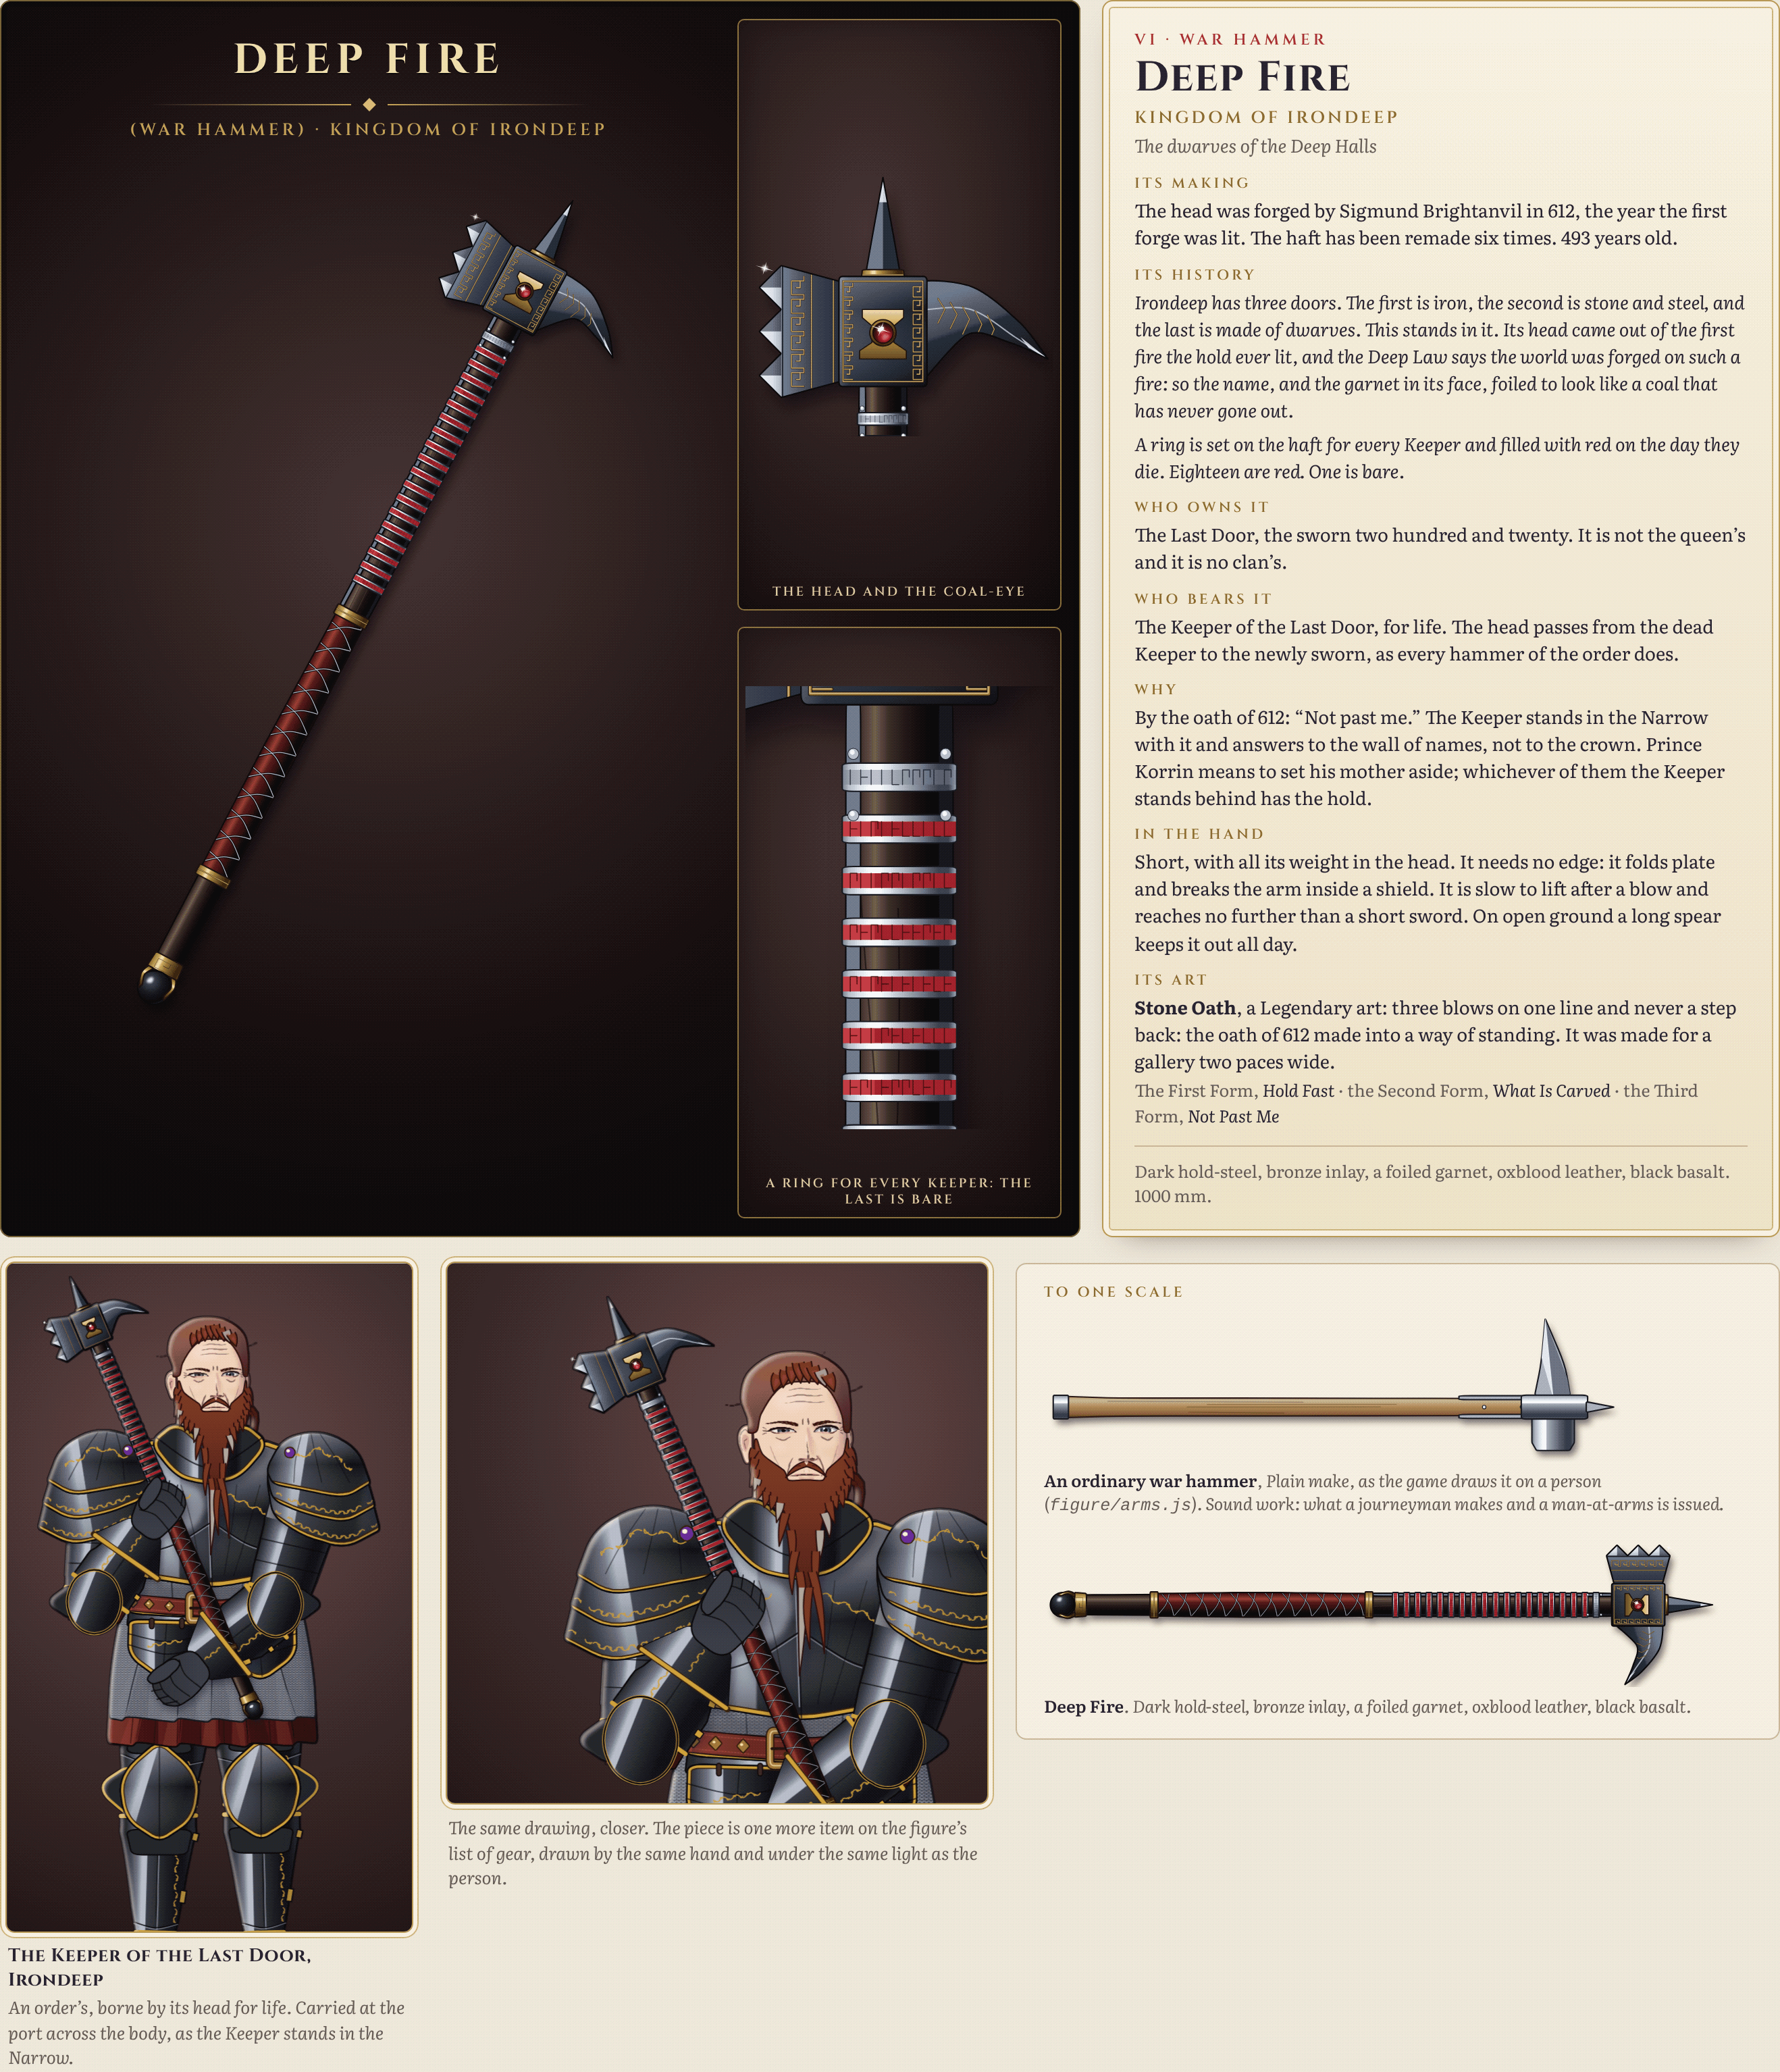 DEEP FIRE
(WAR HAMMER) · KINGDOM OF IRONDEEP
THE HEAD AND THE COAL-EYE
A RING FOR EVERY KEEPER: THE
LAST IS BARE
VI · WAR HAMMER
DEEP FIRE
KINGDOM OF IRONDEEP
The dwarves of the Deep Halls
ITS MAKING
The head was forged by Sigmund Brightanvil in 612, the year the first
forge was lit. The haft has been remade six times. 493 years old.
ITS HISTORY
Irondeep has three doors. The first is iron, the second is stone and steel, and
the last is made of dwarves. This stands in it. Its head came out of the first
fire the hold ever lit, and the Deep Law says the world was forged on such a
fire: so the name, and the garnet in its face, foiled to look like a coal that
has never gone out.
A ring is set on the haft for every Keeper and filled with red on the day they
die. Eighteen are red. One is bare.
WHO OWNS IT
The Last Door, the sworn two hundred and twenty. It is not the queen's
and it is no clan's.
WHO BEARS IT
The Keeper of the Last Door, for life. The head passes from the dead
Keeper to the newly sworn, as every hammer of the order does.
WHY
By the oath of 612: “Not past me.” The Keeper stands in the Narrow
with it and answers to the wall of names, not to the crown. Prince
Korrin means to set his mother aside; whichever of them the Keeper
stands behind has the hold.
IN THE HAND
Short, with all its weight in the head. It needs no edge: it folds plate
and breaks the arm inside a shield. It is slow to lift after a blow and
reaches no further than a short sword. On open ground a long spear
keeps it out all day.
ITS ART
Stone Oath, a Legendary art: three blows on one line and never a step
back: the oath of 612 made into a way of standing. It was made for a
gallery two paces wide.
The First Form, Hold Fast · the Second Form, What Is Carved · the Third
Form, Not Past Me
Dark hold-steel, bronze inlay, a foiled garnet, oxblood leather, black basalt.
1000 mm.
THE KEEPER OF THE LAST DOOR,
IRONDEEP
An order's, borne by its head for life. Carried at the
port across the body, as the Keeper stands in the
Narrow.
The same drawing, closer. The piece is one more item on the figure's
list of gear, drawn by the same hand and under the same light as the
person.
TO ONE SCALE
An ordinary war hammer, Plain make, as the game draws it on a person
(figure/arms.js). Sound work: what a journeyman makes and a man-at-arms is issued.
Deep Fire. Dark hold-steel, bronze inlay, a foiled garnet, oxblood leather, black basalt.